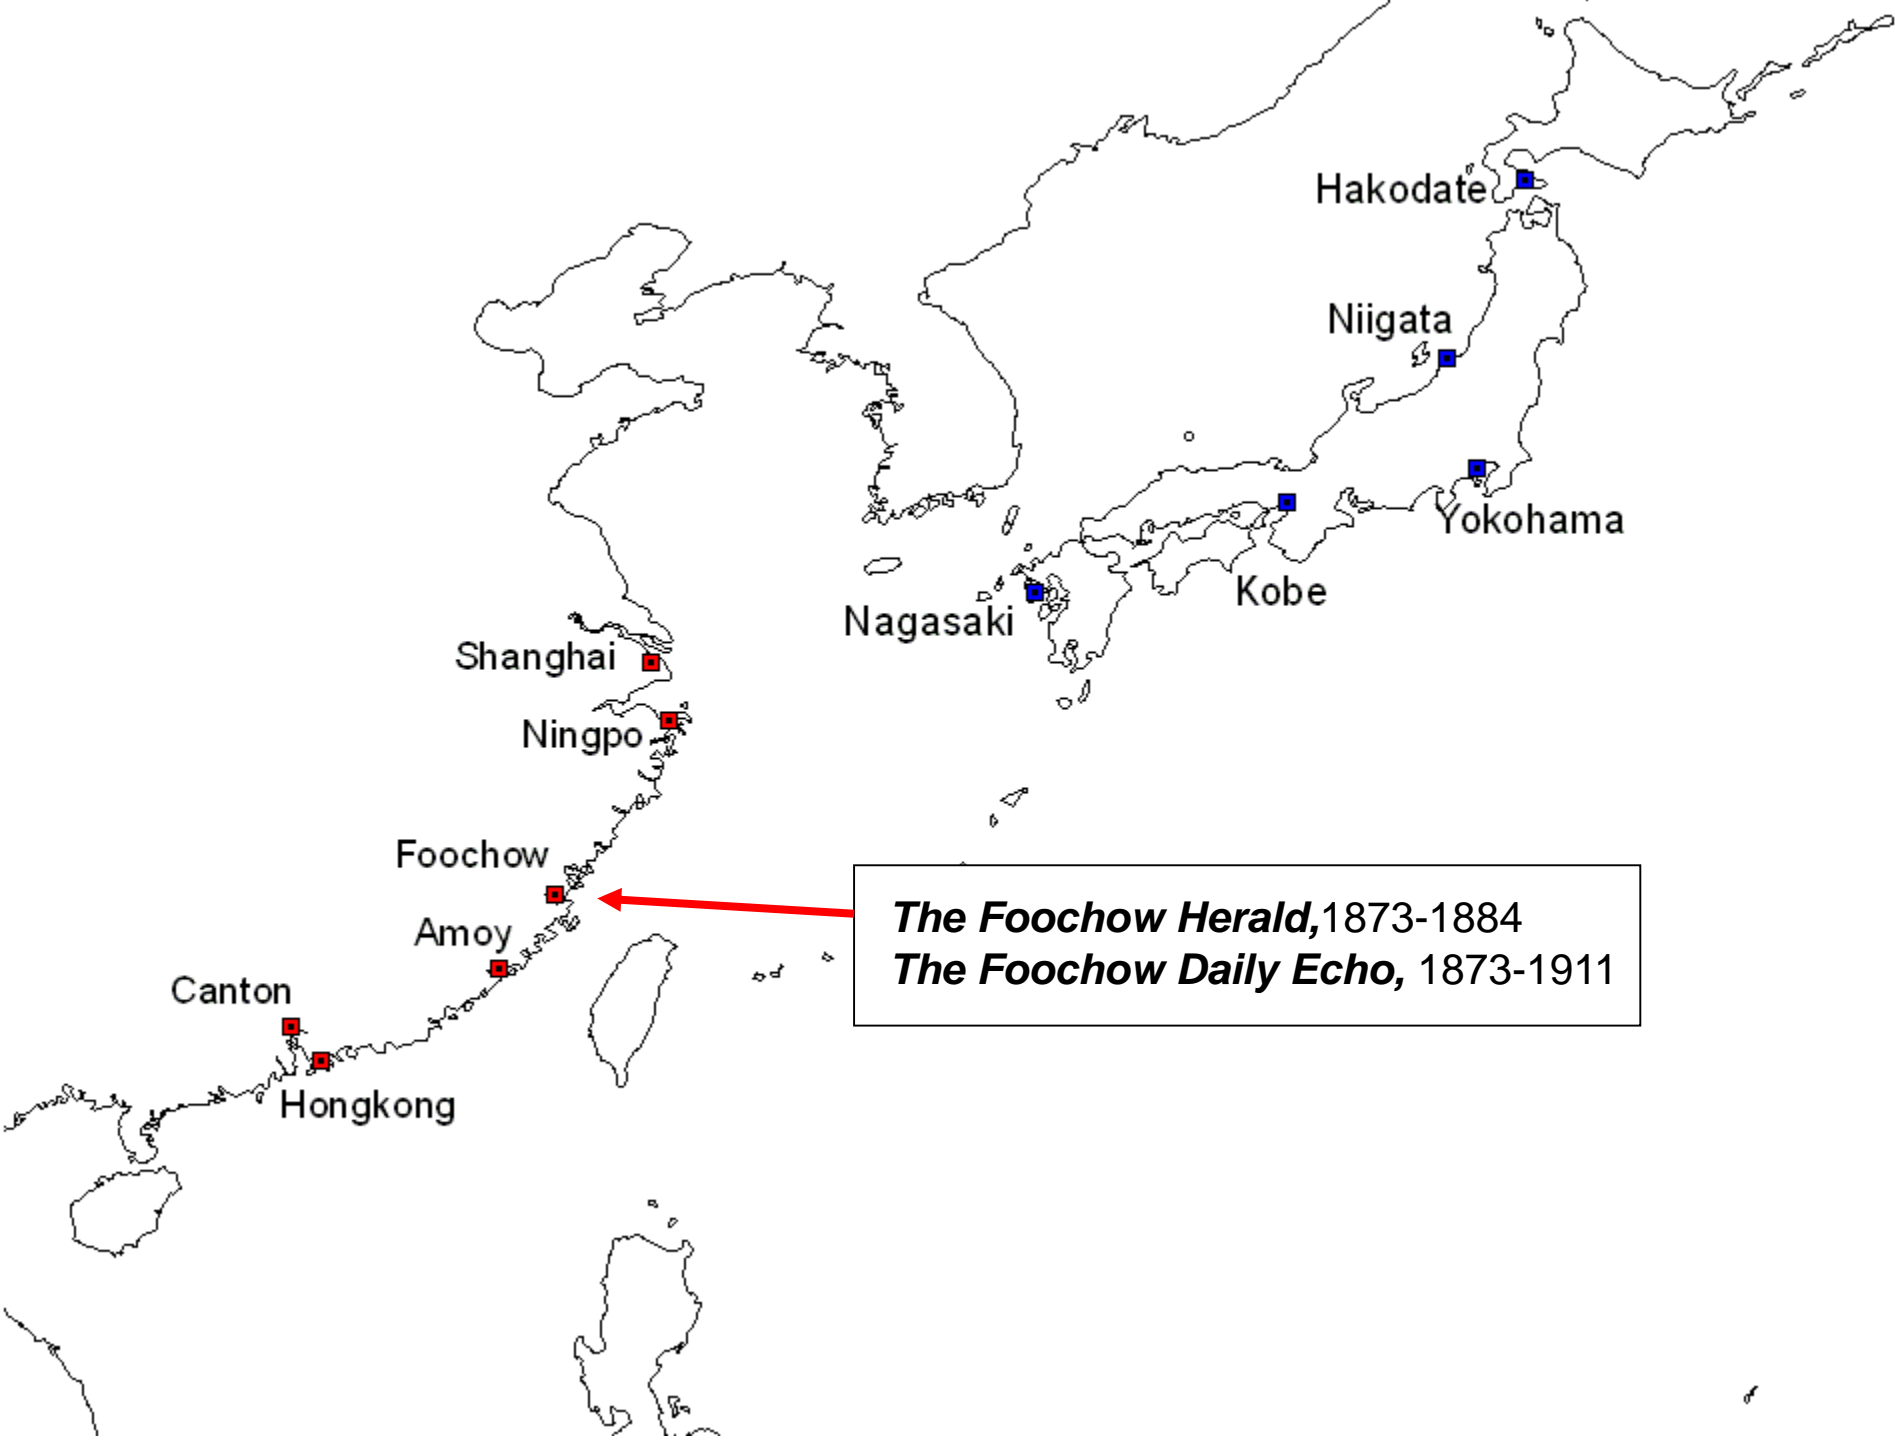 Hakodate
Niigata
Yokohama
Kobe
Nagasaki
Shanghai
Ningpo
Foochow
Amoy
Canton
Hongkong
The Foochow Herald,1873-1884
The Foochow Daily Echo, 1873-1911